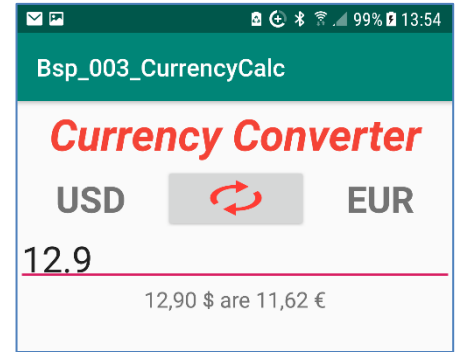 99% 13:54
Bsp_003_CurrencyCalc
Currency Converter
USD EUR
12.9
12,90 $ are 11,62 €